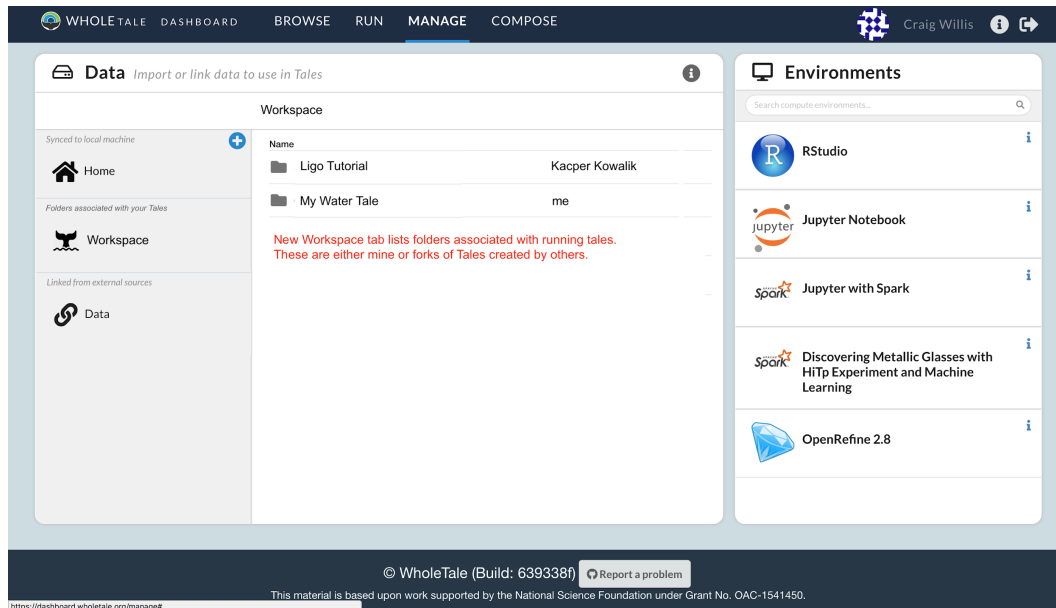 WHOLETALE DASHBOARD BROWSE RUN MANAGE COMPOSE Craig Willis i
Data Import or link data to use in Tales i
Workspace
Synced to local machine
Home
Folders associated with your Tales
Workspace
Linked from external sources
Data
Name
Ligo Tutorial Kacper Kowalik
My Water Tale me
New Workspace tab lists folders associated with running tales.
These are either mine or forks of Tales created by others.
Environments
Search compute environments...
R RStudio i
jupyter Jupyter Notebook i
APACHE Spark Jupyter with Spark i
APACHE Spark Discovering Metallic Glasses with i
HiTp Experiment and Machine
Learning
OpenRefine 2.8 i
© WholeTale (Build: 639338f) Report a problem
This material is based upon work supported by the National Science Foundation under Grant No. OAC-1541450.
https://dashboard.wholetale.org/manage#